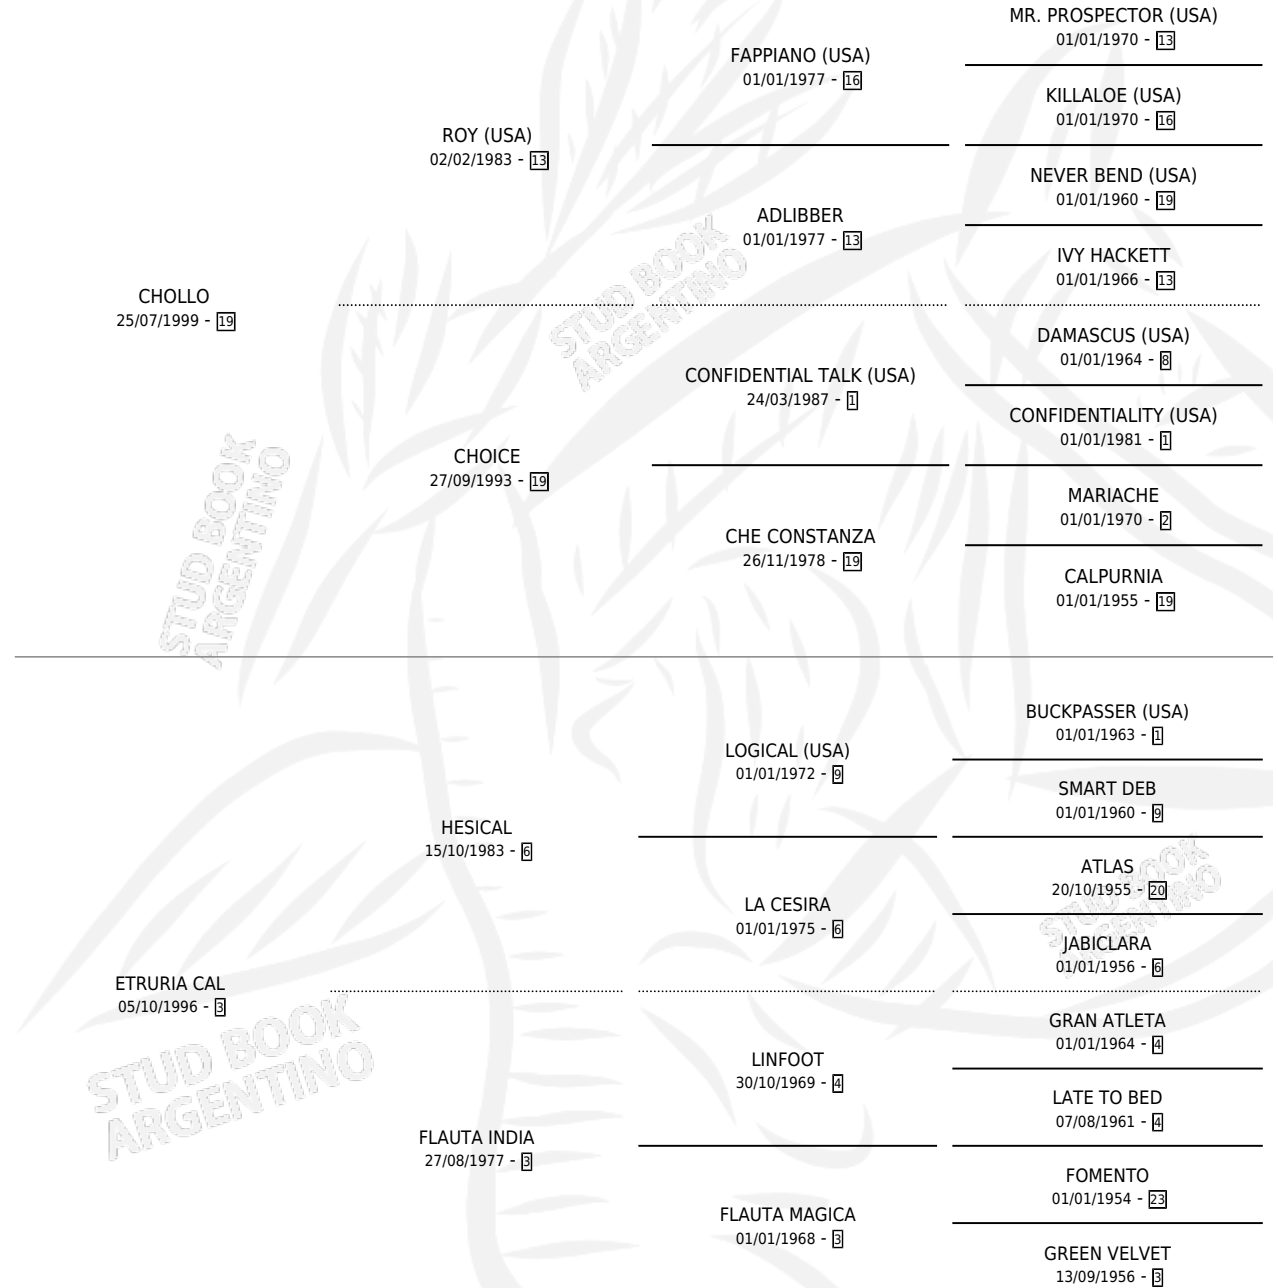 MR. PROSPECTOR (USA)
01/01/1970 - 13
FAPPIANO (USA)
01/01/1977 - 16
KILLALOE (USA)
01/01/1970 - 16
ROY (USA)
02/02/1983 - 13
NEVER BEND (USA)
01/01/1960 - 19
ADLIBBER
01/01/1977 - 13
IVY HACKETT
01/01/1966 - 13
CHOLLO
25/07/1999 - 19
DAMASCUS (USA)
01/01/1964 - 8
CONFIDENTIAL TALK (USA)
24/03/1987 - 1
CONFIDENTIALITY (USA)
01/01/1981 - 1
CHOICE
27/09/1993 - 19
MARIACHE
01/01/1970 - 2
CHE CONSTANZA
26/11/1978 - 19
CALPURNIA
01/01/1955 - 19
BUCKPASSER (USA)
01/01/1963 - 1
LOGICAL (USA)
01/01/1972 - 9
SMART DEB
01/01/1960 - 9
HESICAL
15/10/1983 - 6
ATLAS
20/10/1955 - 20
LA CESIRA
01/01/1975 - 6
JABICLARA
01/01/1956 - 6
ETRURIA CAL
05/10/1996 - 3
GRAN ATLETA
01/01/1964 - 4
LINFOOT
30/10/1969 - 4
LATE TO BED
07/08/1961 - 4
FLAUTA INDIA
27/08/1977 - 3
FOMENTO
01/01/1954 - 23
FLAUTA MAGICA
01/01/1968 - 3
GREEN VELVET
13/09/1956 - 3
STUD BOOK
ARGENTINO
STUD BOOK
ARGENTINO
STUD BOOK
ARGENTINO
STUD BOOK
ARGENTINO